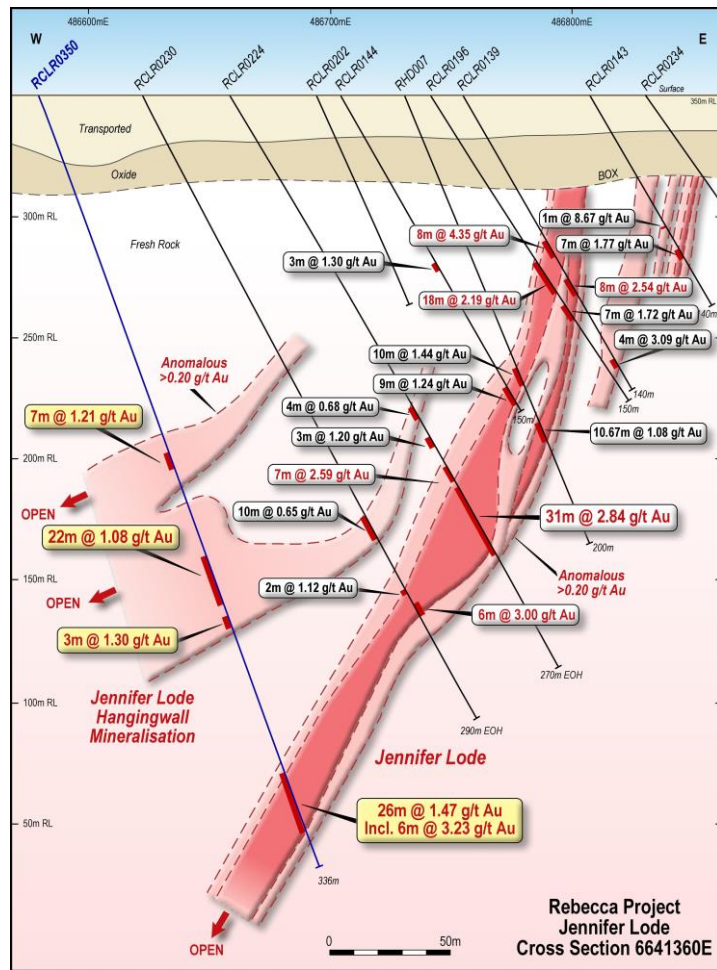 486600mE
486700mE
486800mE
W
E
RCLR0350
RCLR0230
RCLR0224
RCLR0202
RCLR0144
RHD007
RCLR0196
RCLR0139
RCLR0143
RCLR0234
Surface
350m RL
Transported
Oxide
BOX
300m RL
Fresh Rock
1m @ 8.67 g/t Au
8m @ 4.35 g/t Au
7m @ 1.77 g/t Au
3m @ 1.30 g/t Au
8m @ 2.54 g/t Au
18m @ 2.19 g/t Au
140m
7m @ 1.72 g/t Au
250m RL
4m @ 3.09 g/t Au
10m @ 1.44 g/t Au
Anomalous
>0.20 g/t Au
9m @ 1.24 g/t Au
140m
150m
4m @ 0.68 g/t Au
150m
7m @ 1.21 g/t Au
3m @ 1.20 g/t Au
10.67m @ 1.08 g/t Au
200m RL
7m @ 2.59 g/t Au
OPEN
10m @ 0.65 g/t Au
31m @ 2.84 g/t Au
22m @ 1.08 g/t Au
200m
Anomalous
>0.20 g/t Au
150m RL
2m @ 1.12 g/t Au
OPEN
6m @ 3.00 g/t Au
3m @ 1.30 g/t Au
270m EOH
Jennifer Lode
Hangingwall
Mineralisation
100m RL
290m EOH
Jennifer Lode
50m RL
26m @ 1.47 g/t Au
Incl. 6m @ 3.23 g/t Au
336m
OPEN
Rebecca Project
Jennifer Lode
Cross Section 6641360E
0
50m